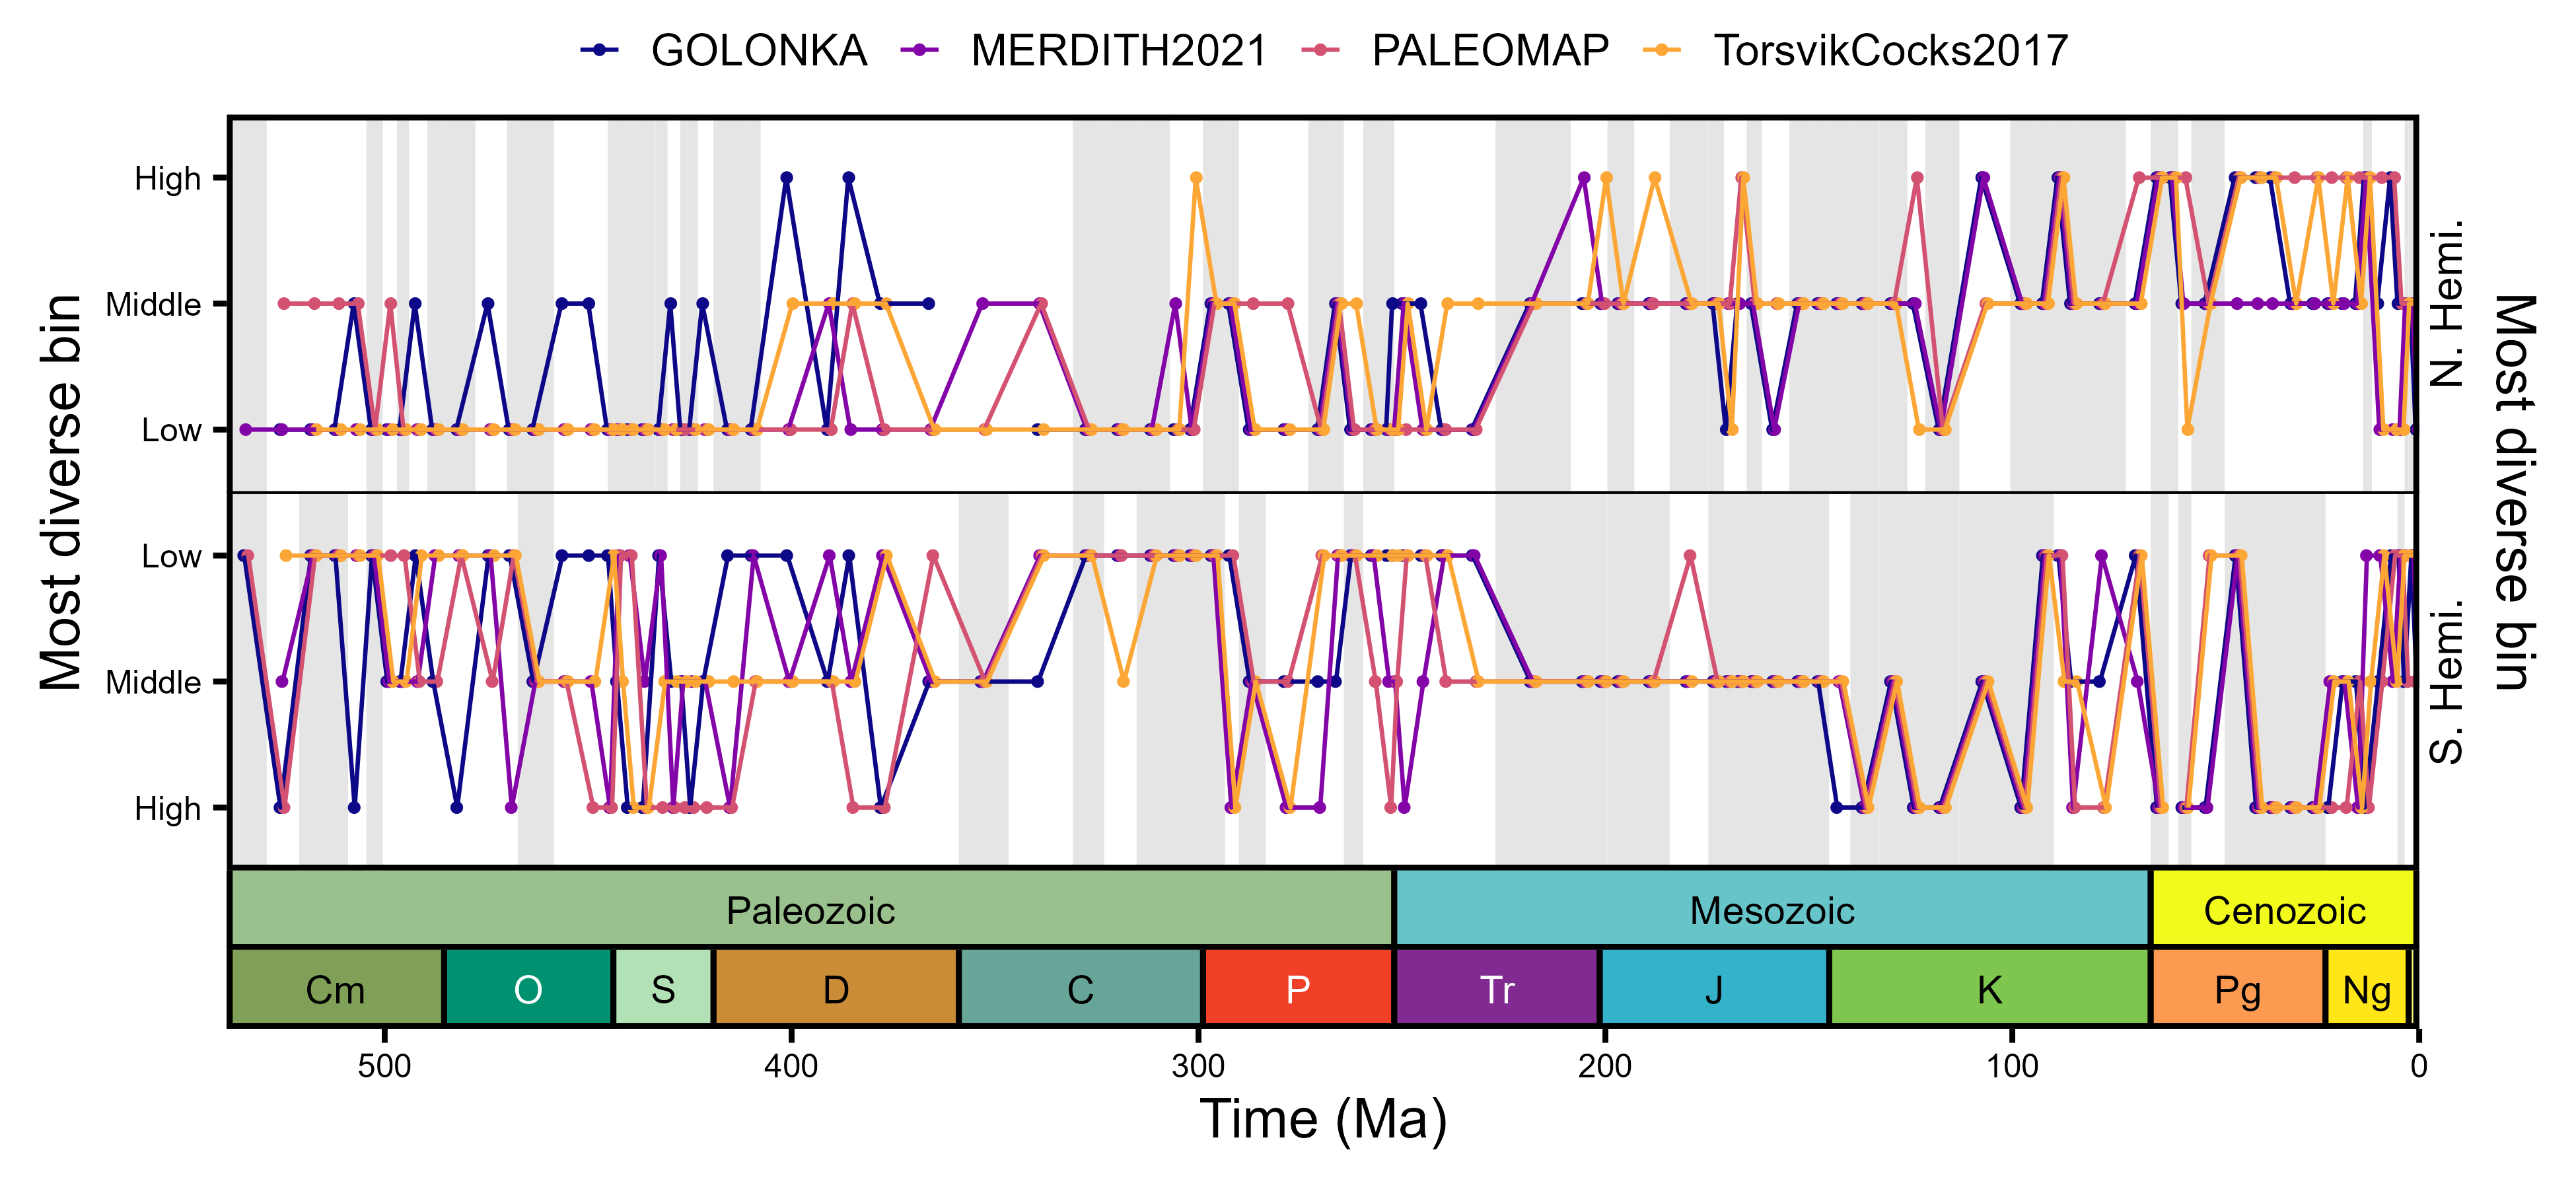 GOLONKA MERDITH2021 PALEOMAP TorsvikCocks2017
Most diverse bin
High
Middle
Low
N. Hemi.
Low
Middle
High
S. Hemi.
Most diverse bin
Paleozoic Mesozoic Cenozoic
Cm O S D C P Tr J K Pg Ng
500 400 300 200 100 0
Time (Ma)